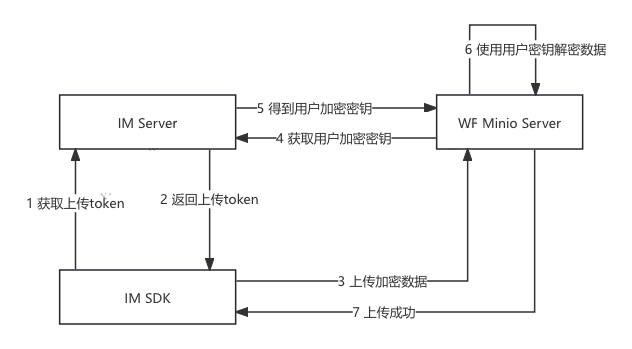 6 使用用户密钥解密数据
IM Server
5 得到用户加密密钥
WF Minio Server
4 获取用户加密密钥
1 获取上传token
2 返回上传token
IM SDK
3 上传加密数据
7 上传成功